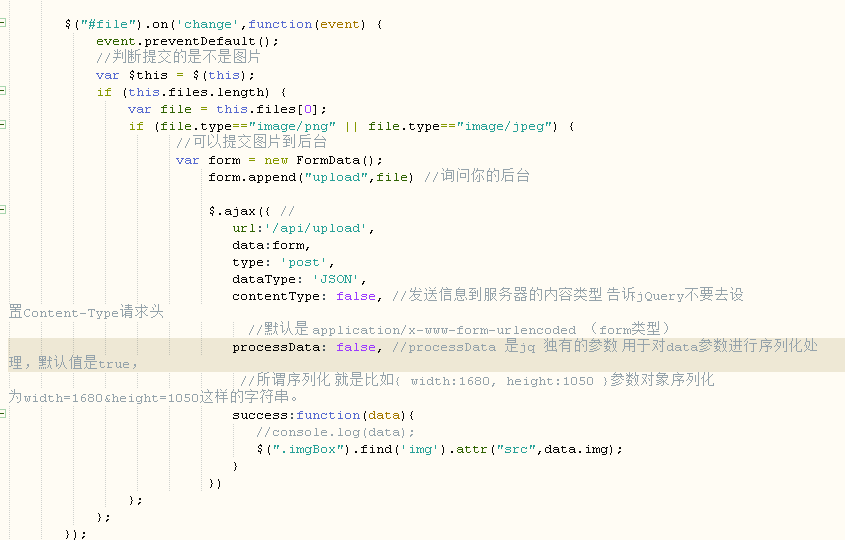 $("#file").on('change',function(event) {
event.preventDefault();
//判断提交的是不是图片
var $this = $(this);
if (this.files.length) {
var file = this.files[0];
if (file.type=="image/png" || file.type=="image/jpeg") {
//可以提交图片到后台
var form = new FormData();
form.append("upload",file) //询问你的后台
$.ajax({ //
url:'/api/upload',
data:form,
type: 'post',
dataType: 'JSON',
contentType: false, //发送信息到服务器的内容类型 告诉jQuery不要去设
置Content-Type请求头
//默认是 application/x-www-form-urlencoded （form类型）
processData: false, //processData 是jq 独有的参数 用于对data参数进行序列化处
理，默认值是true，
//所谓序列化 就是比如{ width:1680, height:1050 }参数对象序列化
为width=1680&height=1050这样的字符串。
success:function(data){
//console.log(data);
$(".imgBox").find('img').attr("src",data.img);
}
})
};
};
});